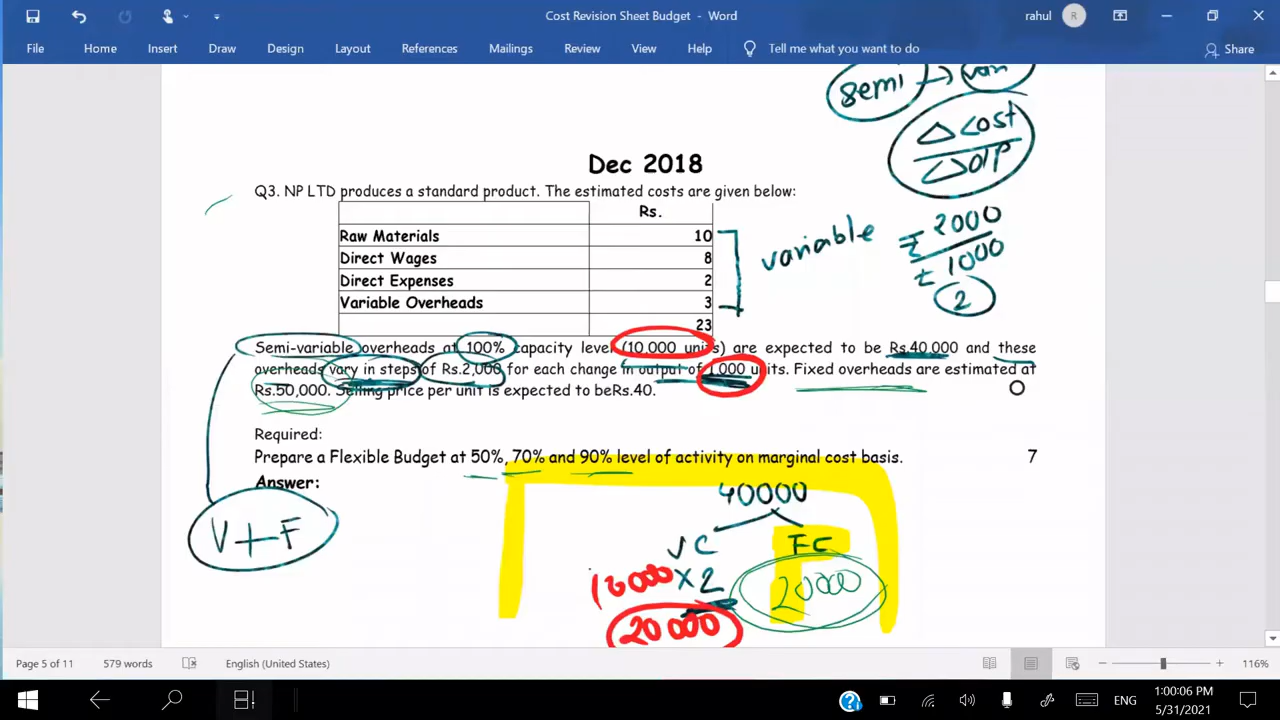 Cost Revision Sheet Budget - Word
rahul
R
File Home Insert Draw Design Layout References Mailings Review View Help Tell me what you want to do Share
semi → van
Δ Cost
Δ O/P
Dec 2018
Q3. NP LTD produces a standard product. The estimated costs are given below:
Rs.
Raw Materials 10
Direct Wages 8
Direct Expenses 2
Variable Overheads 3
23
variable
₹ 2000
± 1000
2
Semi-variable overheads at 100% capacity level (10,000 units) are expected to be Rs.40,000 and these
overheads vary in steps of Rs.2,000 for each change in output of 1,000 units. Fixed overheads are estimated at
Rs.50,000. Selling price per unit is expected to beRs.40.
Required:
Prepare a Flexible Budget at 50%, 70% and 90% level of activity on marginal cost basis. 7
Answer:
V+F
40000
VC FC
10000 x 2 20000
20000
Page 5 of 11 579 words English (United States) 116%
ENG
1:00:06 PM
5/31/2021